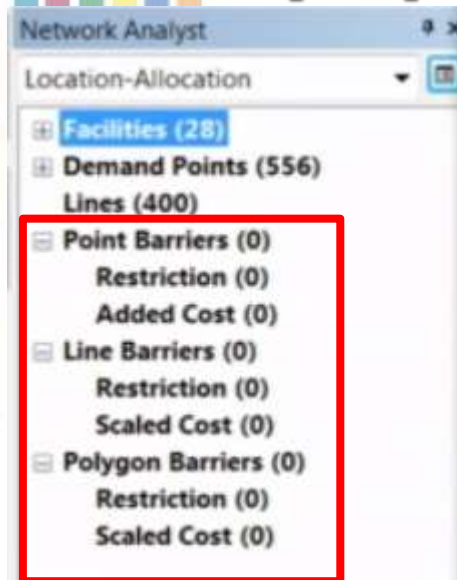 Network Analyst
Location-Allocation
Facilities (28)
Demand Points (556)
Lines (400)
Point Barriers (0)
Restriction (0)
Added Cost (0)
Line Barriers (0)
Restriction (0)
Scaled Cost (0)
Polygon Barriers (0)
Restriction (0)
Scaled Cost (0)